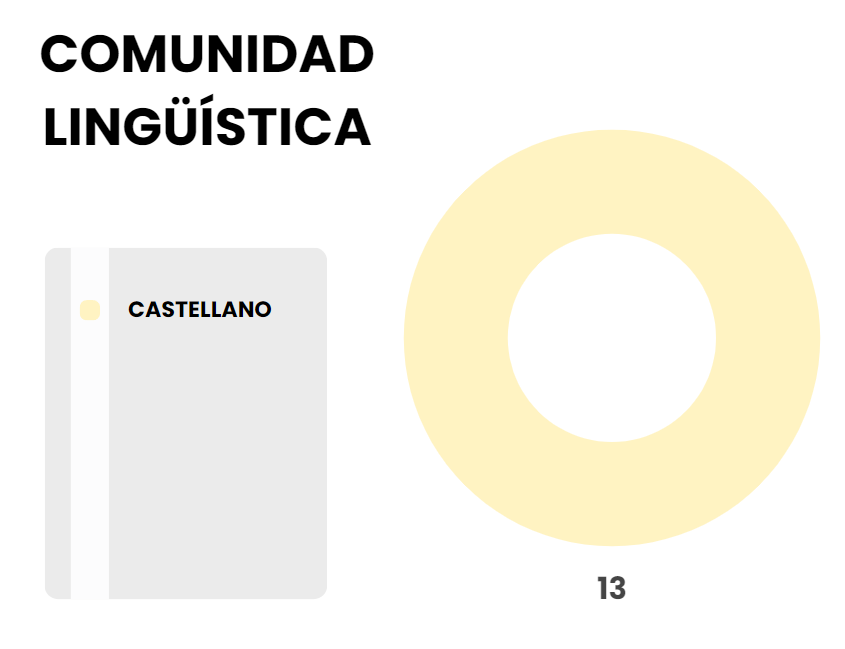 COMUNIDAD
LINGÜÍSTICA
CASTELLANO
13